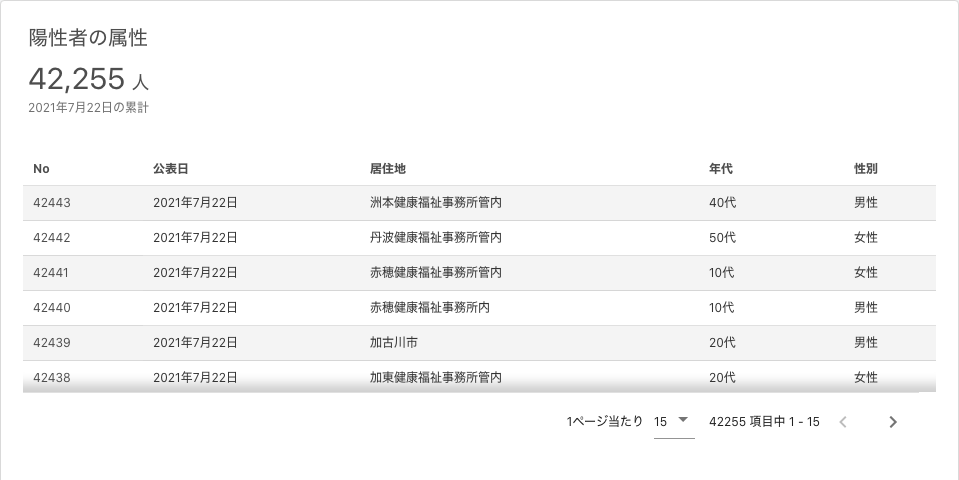 陽性者の属性
42,255 人
2021年7月22日の累計
No 公表日 居住地 年代 性別
42443 2021年7月22日 洲本健康福祉事務所管内 40代 男性
42442 2021年7月22日 丹波健康福祉事務所管内 50代 女性
42441 2021年7月22日 赤穂健康福祉事務所管内 10代 女性
42440 2021年7月22日 赤穂健康福祉事務所内 10代 男性
42439 2021年7月22日 加古川市 20代 男性
42438 2021年7月22日 加東健康福祉事務所管内 20代 女性
1ページ当たり 15 42255 項目中 1 - 15